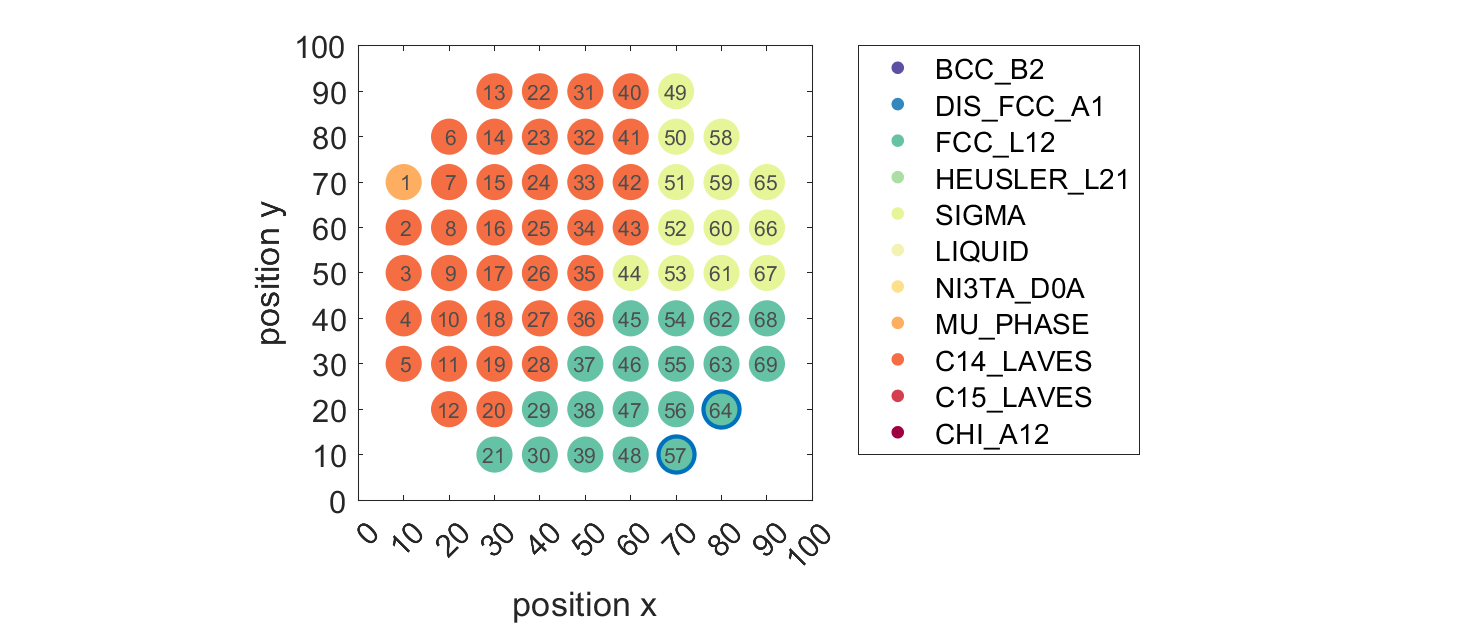 100
90 13 22 31 40 49
80 6 14 23 32 41 50 58
70 1 7 15 24 33 42 51 59 65
60 2 8 16 25 34 43 52 60 66
50 3 9 17 26 35 44 53 61 67
40 4 10 18 27 36 45 54 62 68
30 5 11 19 28 37 46 55 63 69
20 12 20 29 38 47 56 64
10 21 30 39 48 57
0
0 10 20 30 40 50 60 70 80 90 100
position x
position y
BCC_B2
DIS_FCC_A1
FCC_L12
HEUSLER_L21
SIGMA
LIQUID
NI3TA_D0A
MU_PHASE
C14_LAVES
C15_LAVES
CHI_A12